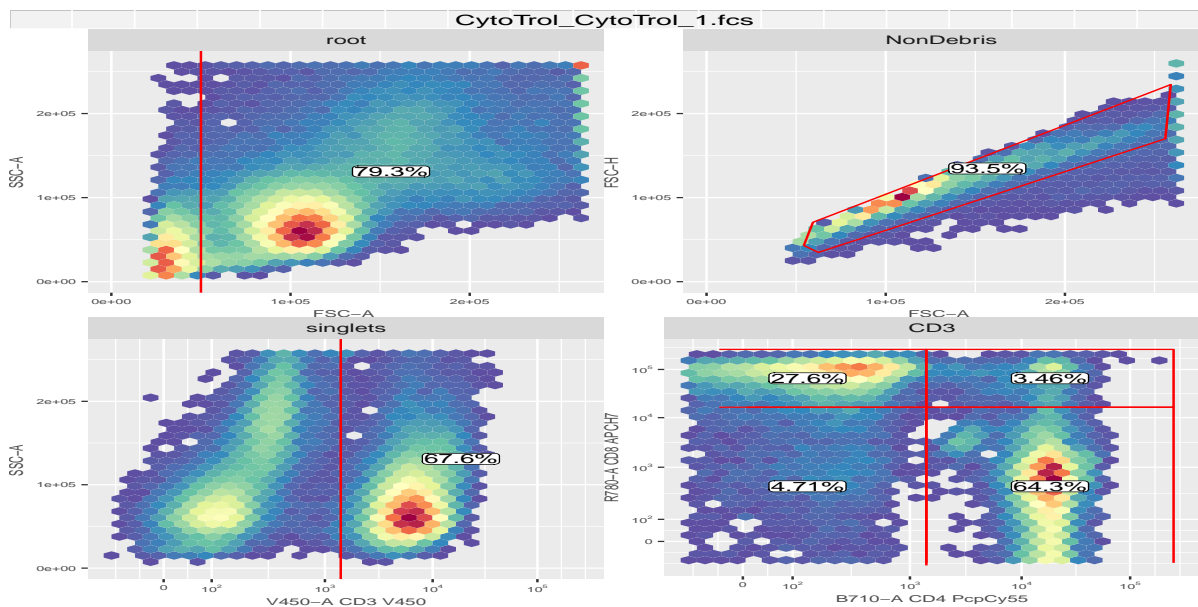 CytoTrol_CytoTrol_1.fcs
root
NonDebris
SSC-A
2e+05
1e+05
0e+00
79.3%
0e+00
1e+05
2e+05
FSC-A
FSC-H
2e+05
1e+05
0e+00
93.5%
0e+00
1e+05
2e+05
FSC-A
singlets
CD3
SSC-A
2e+05
1e+05
0e+00
67.6%
0
10²
10³
10⁴
10⁵
V450-A CD3 V450
R780-A CD8 APCH7
10⁵
10⁴
10³
10²
0
27.6%
3.46%
4.71%
64.3%
0
10²
10³
10⁴
10⁵
B710-A CD4 PcpCy55